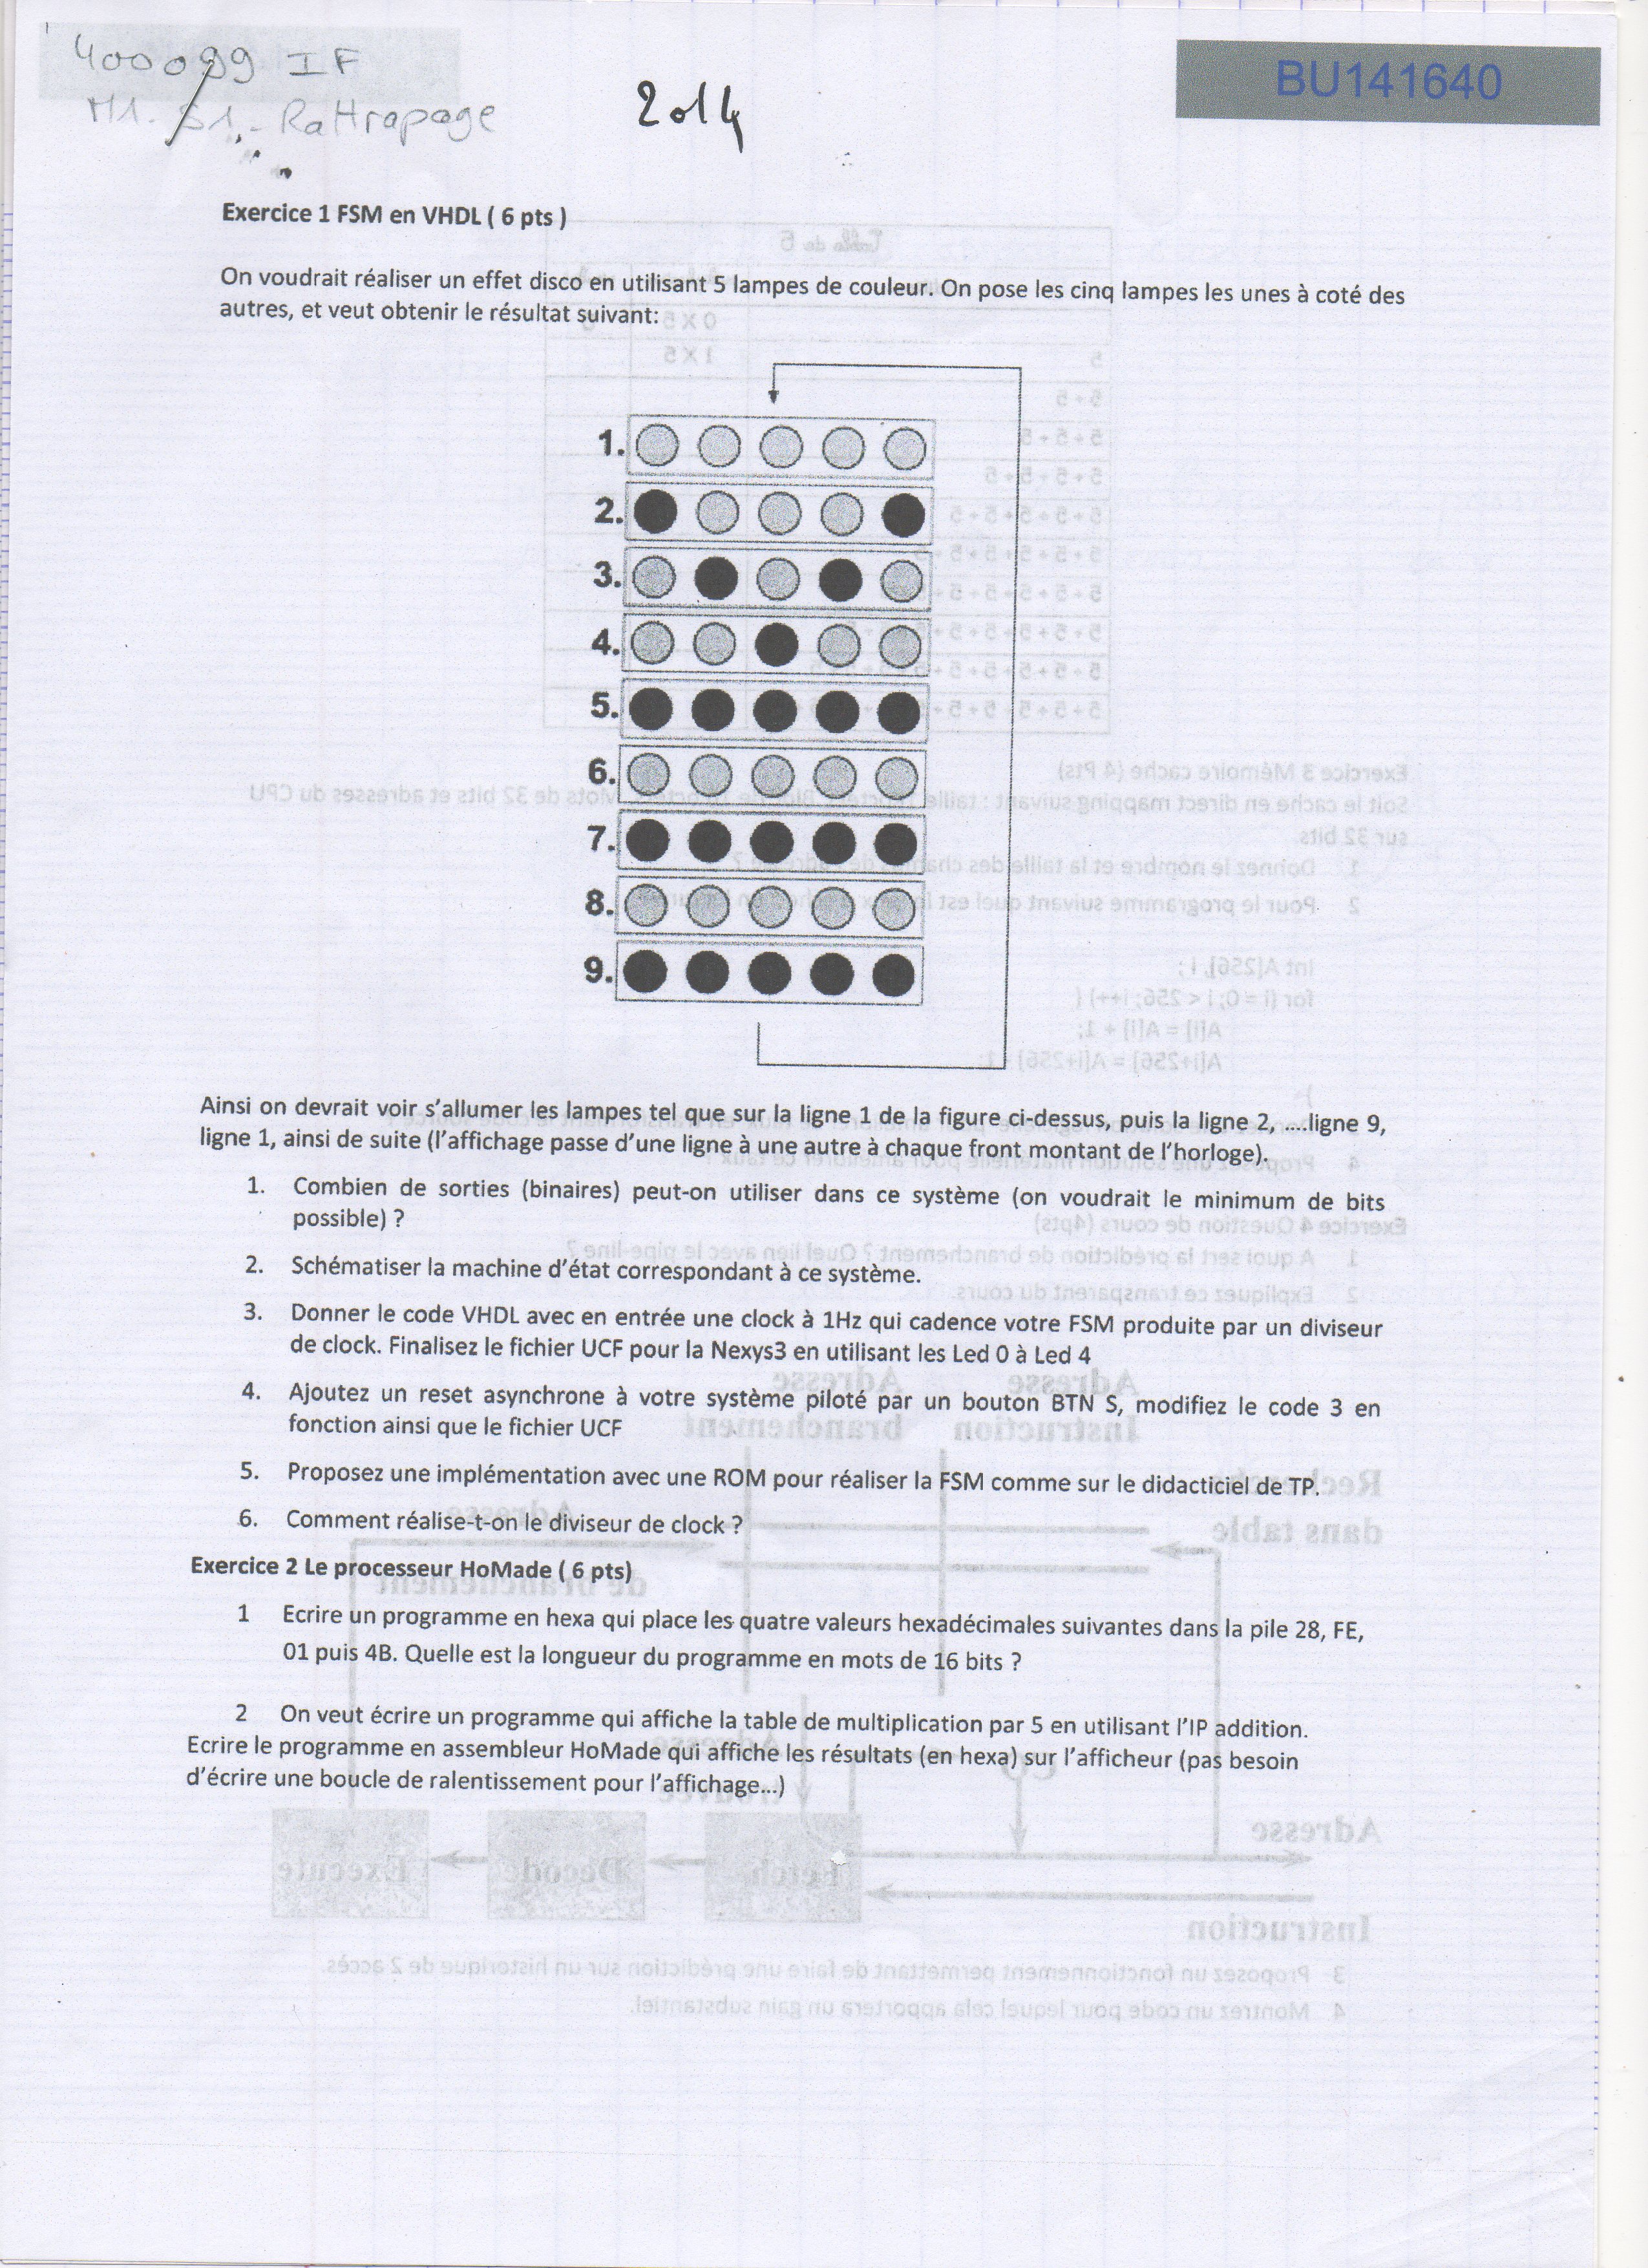 400099 IF
M1. S1. - Rattrapage
2014
BU141640
Exercice 1 FSM en VHDL ( 6 pts )
On voudrait réaliser un effet disco en utilisant 5 lampes de couleur. On pose les cinq lampes les unes à coté des
autres, et veut obtenir le résultat suivant:
1.
2.
3.
4.
5.
6.
7.
8.
9.
Ainsi on devrait voir s'allumer les lampes tel que sur la ligne 1 de la figure ci-dessus, puis la ligne 2, ....ligne 9,
ligne 1, ainsi de suite (l'affichage passe d'une ligne à une autre à chaque front montant de l'horloge).
1. Combien de sorties (binaires) peut-on utiliser dans ce système (on voudrait le minimum de bits
possible) ?
2. Schématiser la machine d'état correspondant à ce système.
3. Donner le code VHDL avec en entrée une clock à 1Hz qui cadence votre FSM produite par un diviseur
de clock. Finalisez le fichier UCF pour la Nexys3 en utilisant les Led 0 à Led 4
4. Ajoutez un reset asynchrone à votre système piloté par un bouton BTN S, modifiez le code 3 en
fonction ainsi que le fichier UCF
5. Proposez une implémentation avec une ROM pour réaliser la FSM comme sur le didacticiel de TP.
6. Comment réalise-t-on le diviseur de clock ?
Exercice 2 Le processeur HoMade ( 6 pts)
1 Ecrire un programme en hexa qui place les quatre valeurs hexadécimales suivantes dans la pile 28, FE,
01 puis 4B. Quelle est la longueur du programme en mots de 16 bits ?
2 On veut écrire un programme qui affiche la table de multiplication par 5 en utilisant l'IP addition.
Ecrire le programme en assembleur HoMade qui affiche les résultats (en hexa) sur l'afficheur (pas besoin
d'écrire une boucle de ralentissement pour l'affichage...)